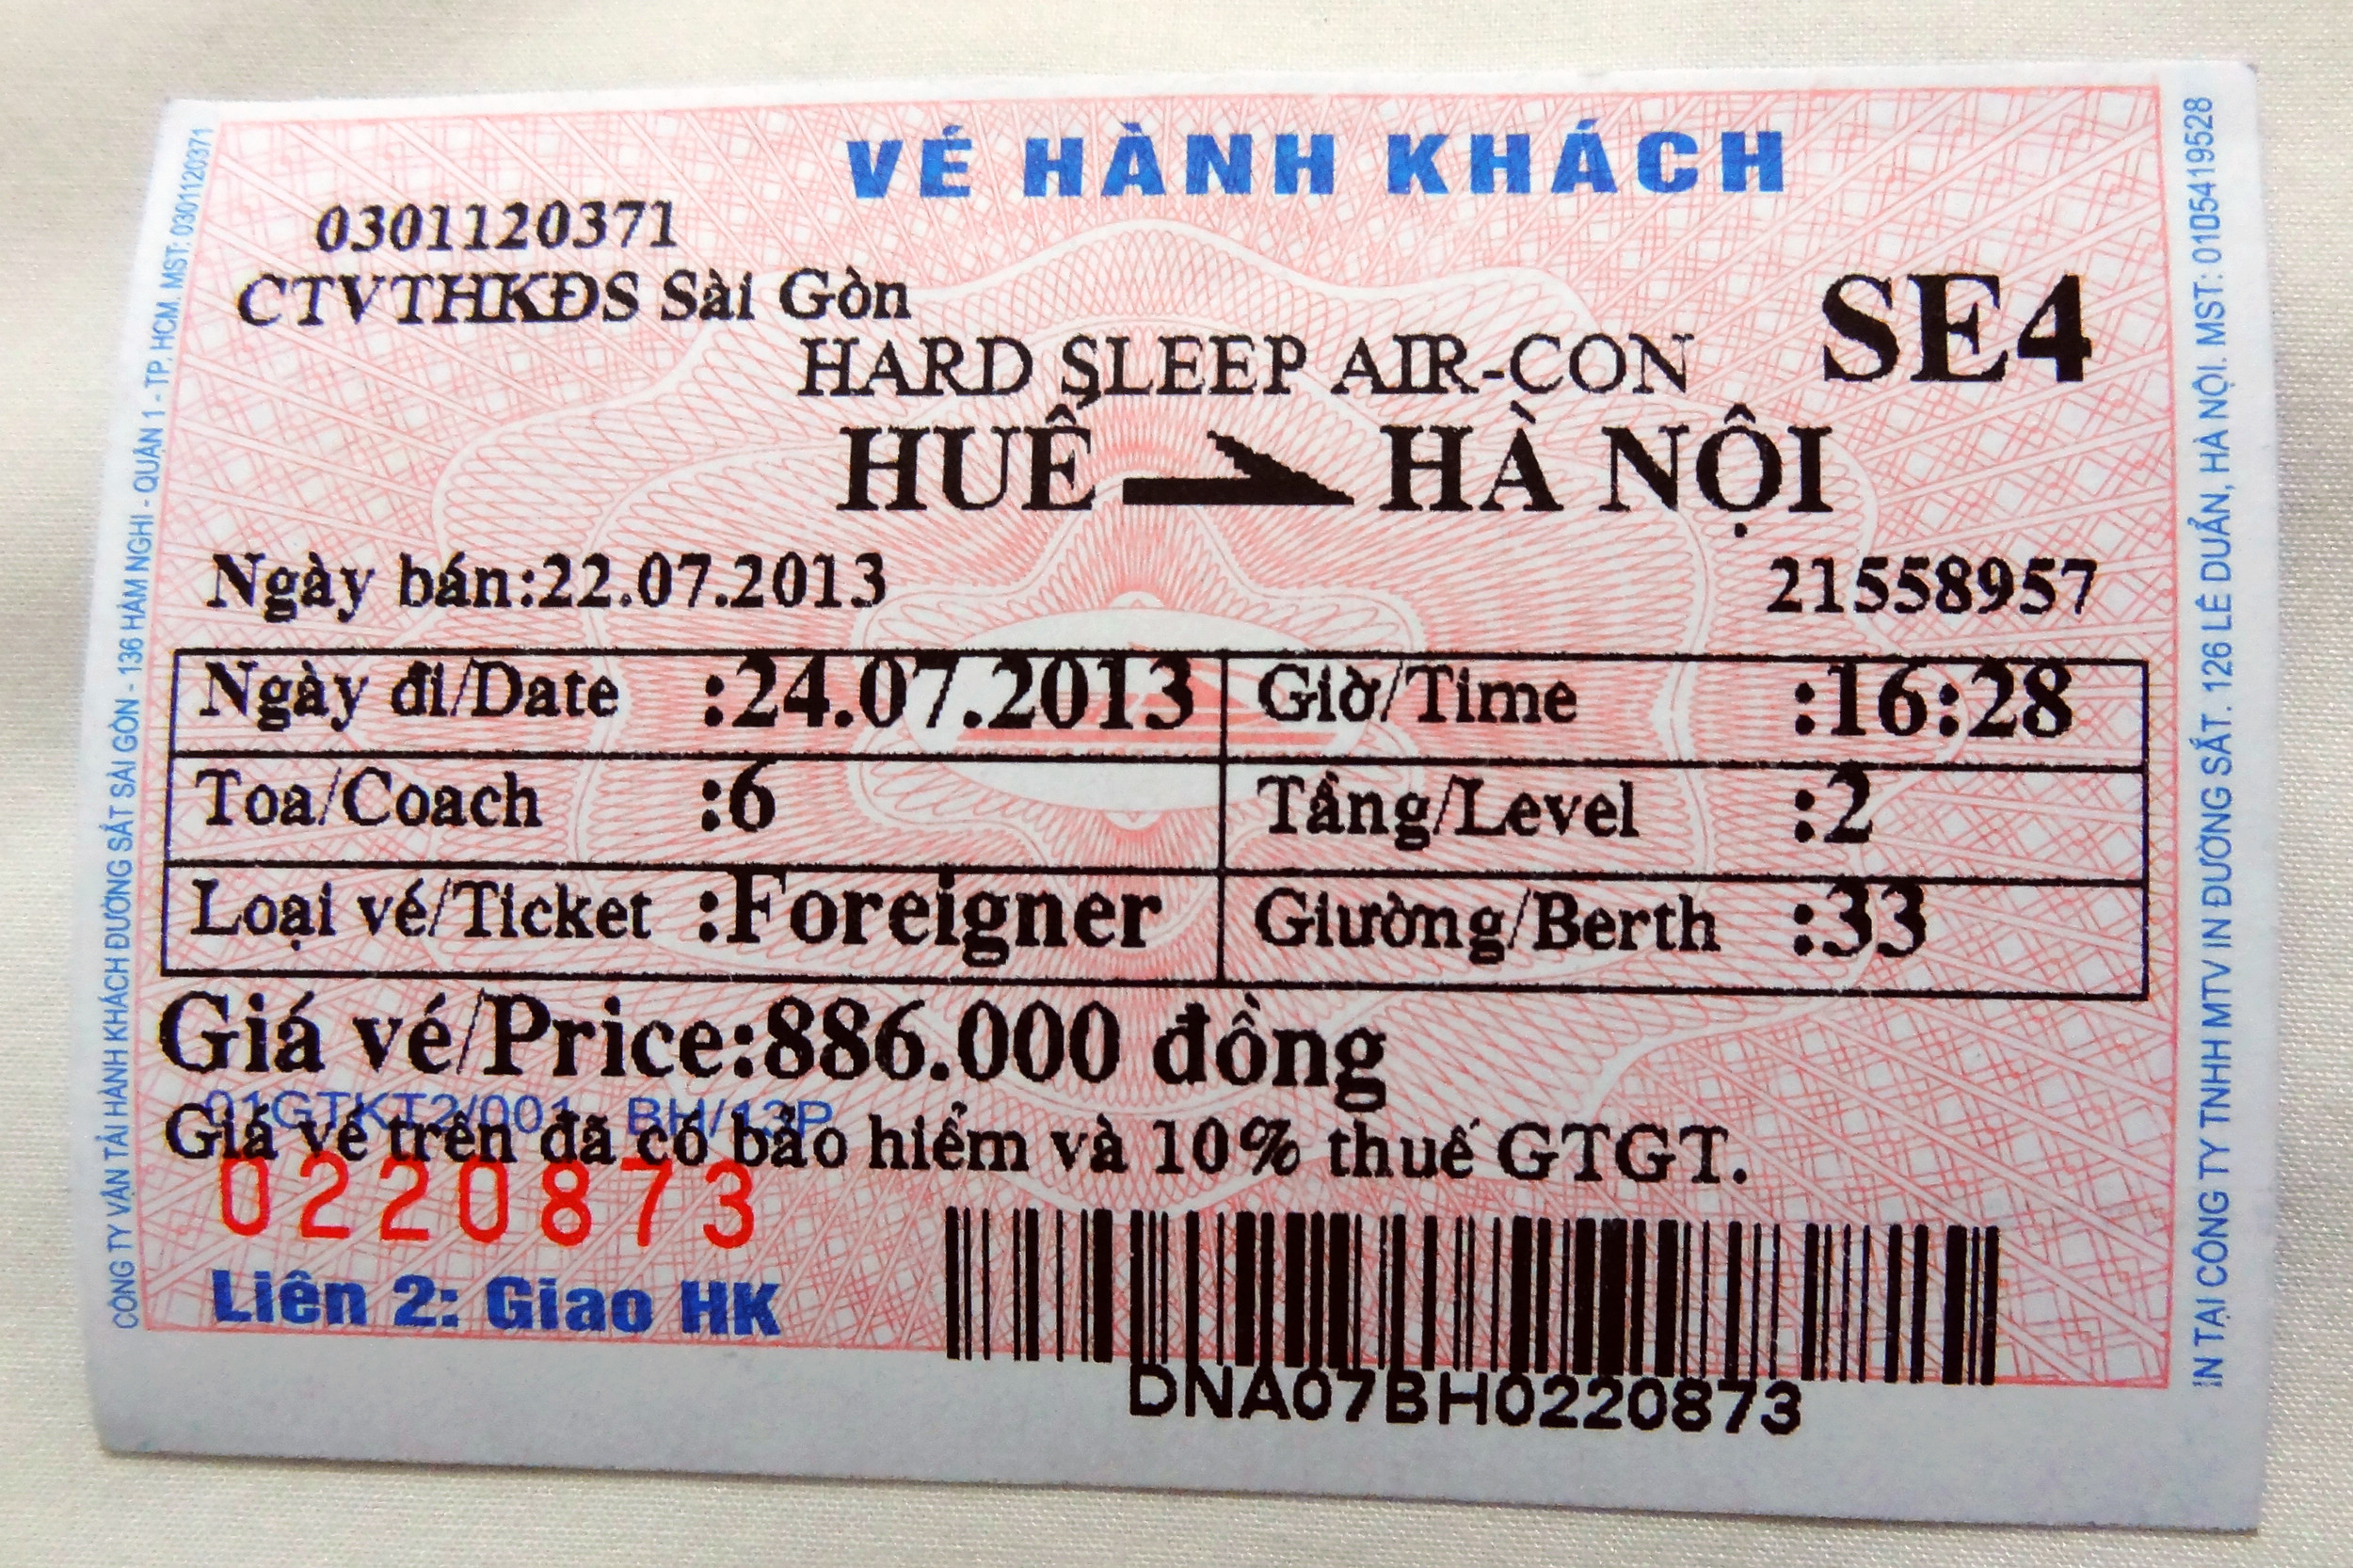 VÉ HÀNH KHÁCH
0301120371
CTVTHKĐS Sài Gòn
SE4
HARD SLEEP AIR-CON
HUẾ HÀ NỘI
Ngày bán:22.07.2013
21558957
Ngày đi/Date :24.07.2013 Giờ/Time :16:28
Toa/Coach :6 Tầng/Level :2
Loại vé/Ticket :Foreigner Giường/Berth :33
Giá vé/Price:886.000 đồng
01GTKT2/001 BH/13P
Giá vé trên đã có bảo hiểm và 10% thuế GTGT.
0220873
Liên 2: Giao HK
DNA07BH0220873
CÔNG TY VẬN TẢI HÀNH KHÁCH ĐƯỜNG SẮT SÀI GÒN - 136 HÀM NGHI - QUẬN 1 - TP. HCM. MST: 0301120371
IN TẠI CÔNG TY TNHH MTV IN ĐƯỜNG SẮT. 126 LÊ DUẨN, HÀ NỘI. MST: 0105419528